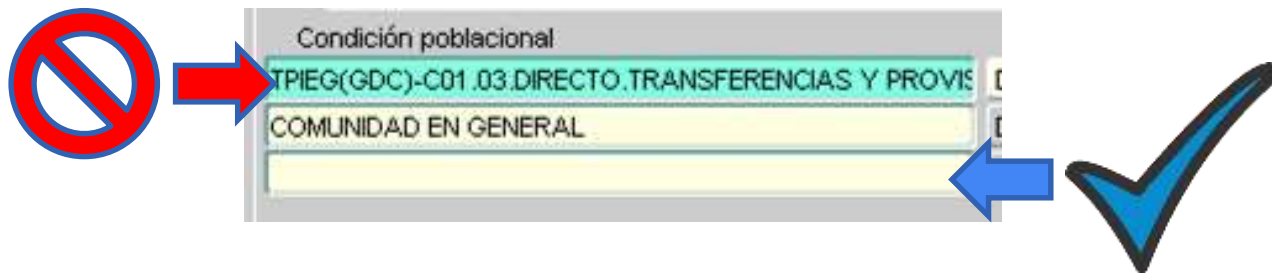 Condición poblacional
TPIEG(GDC)-C01.03.DIRECTO.TRANSFERENCIAS Y PROVIS
COMUNIDAD EN GENERAL